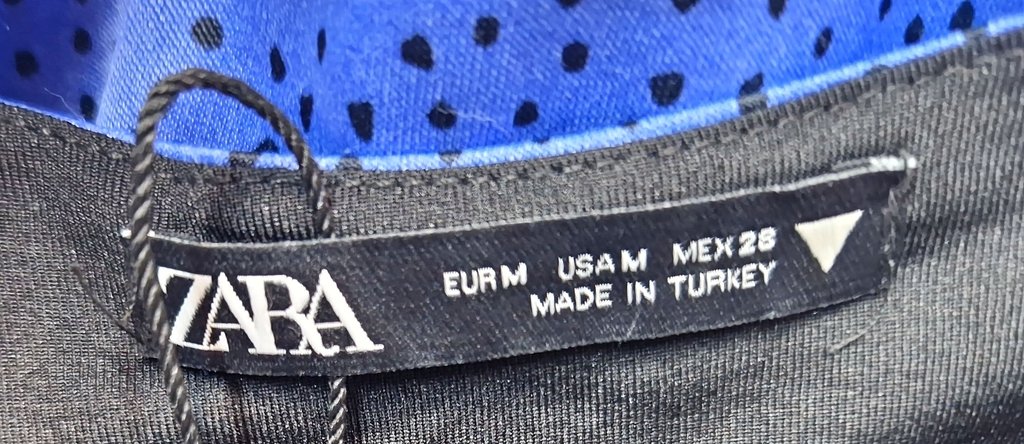 ZARA
EUR M USA M MEX 28
MADE IN TURKEY